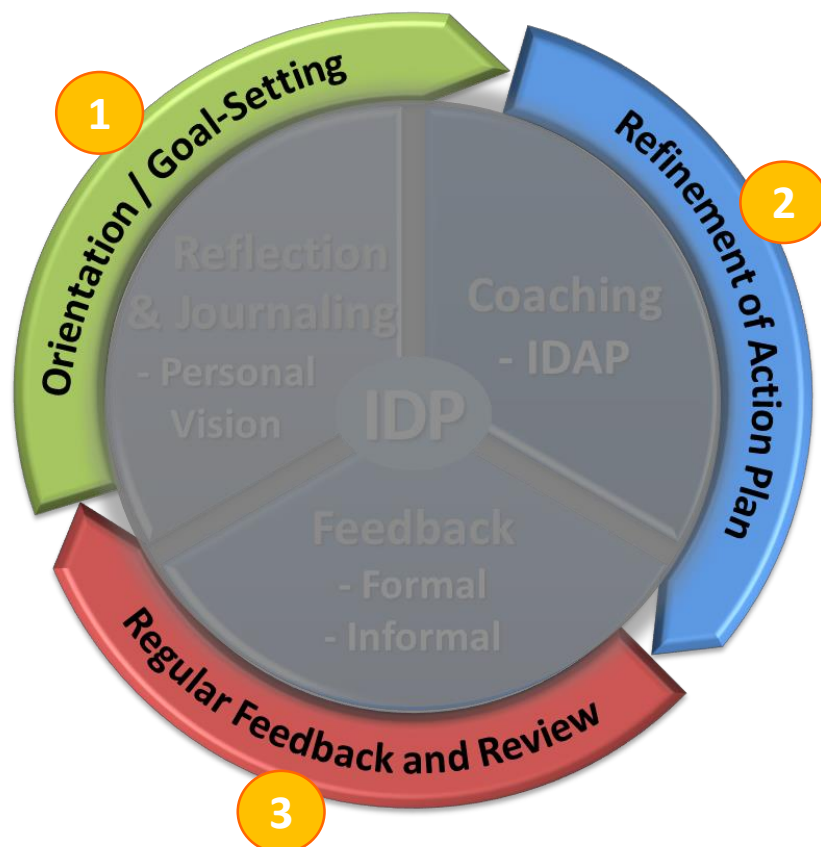 1
Orientation / Goal-Setting
2
Refinement of Action Plan
Reflection
& Journaling
- Personal
Vision
Coaching
- IDAP
IDP
Feedback
- Formal
- Informal
Regular Feedback and Review
3